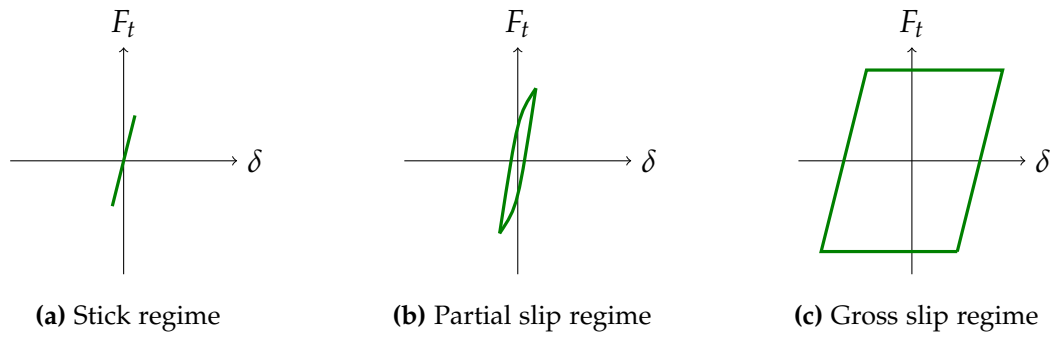 F_t
δ
(a) Stick regime
F_t
δ
(b) Partial slip regime
F_t
δ
(c) Gross slip regime